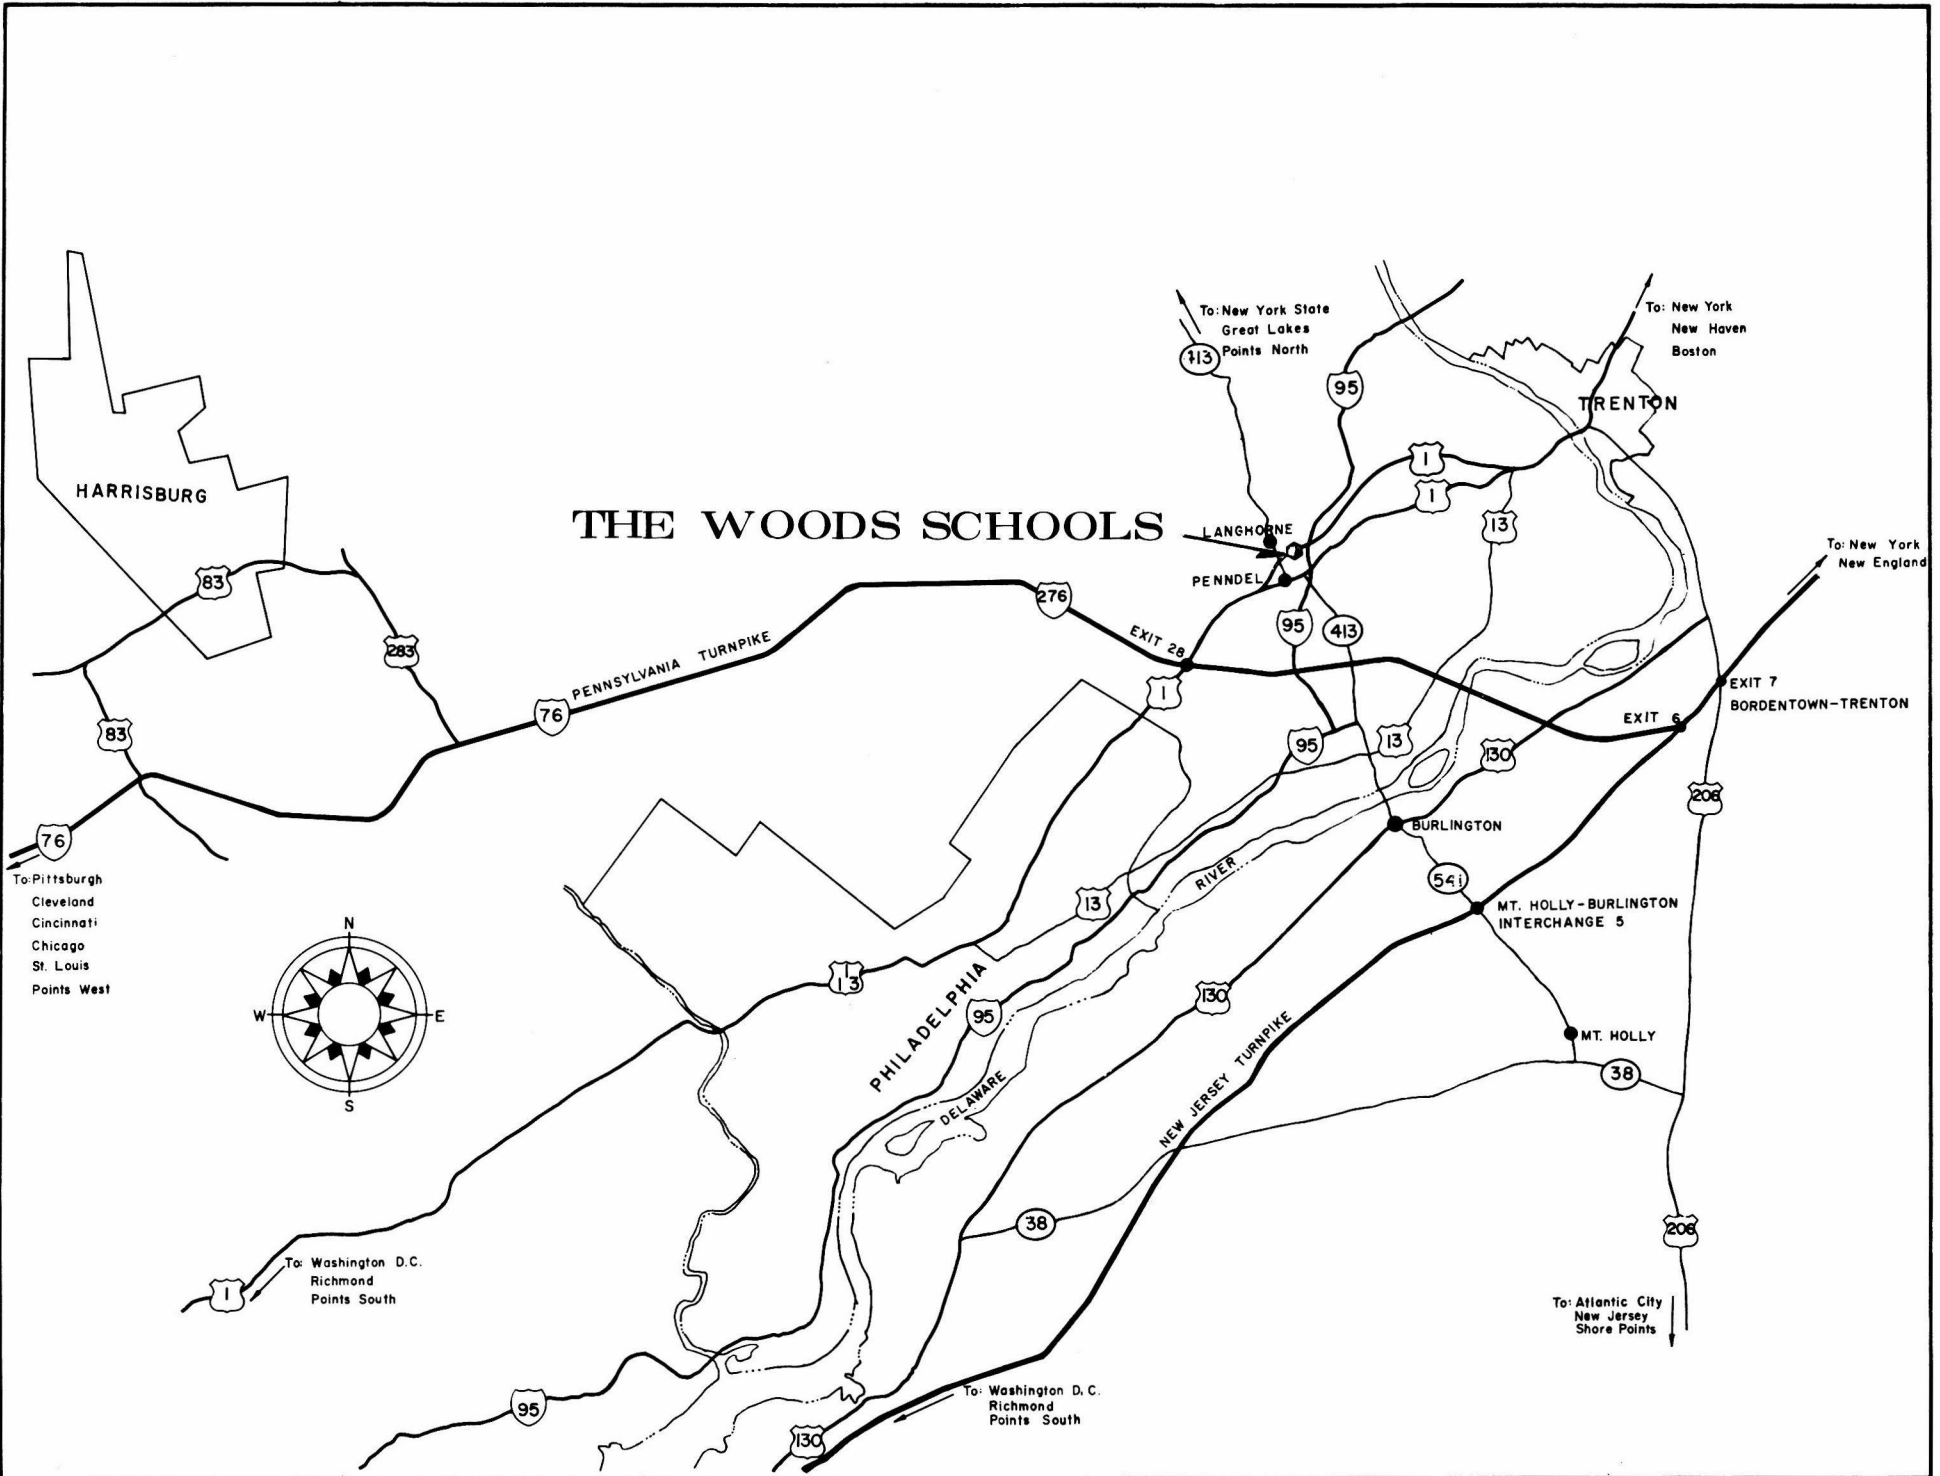 To: New York State
Great Lakes
Points North
413
95
To: New York
New Haven
Boston
TRENTON
1
1
13
HARRISBURG
THE WOODS SCHOOLS
LANGHORNE
PENNDEL
To: New York
New England
83
276
283
95
413
EXIT 28
PENNSYLVANIA TURNPIKE
76
1
EXIT 7
BORDENTOWN-TRENTON
EXIT 6
83
95
13
130
206
76
BURLINGTON
To: Pittsburgh
Cleveland
Cincinnati
Chicago
St. Louis
Points West
RIVER
541
13
MT. HOLLY-BURLINGTON
INTERCHANGE 5
N
W
E
S
1
13
PHILADELPHIA
95
130
NEW JERSEY TURNPIKE
MT. HOLLY
38
DELAWARE
38
206
To: Washington D.C.
Richmond
Points South
1
To: Atlantic City
New Jersey
Shore Points
95
To: Washington D.C.
Richmond
Points South
130